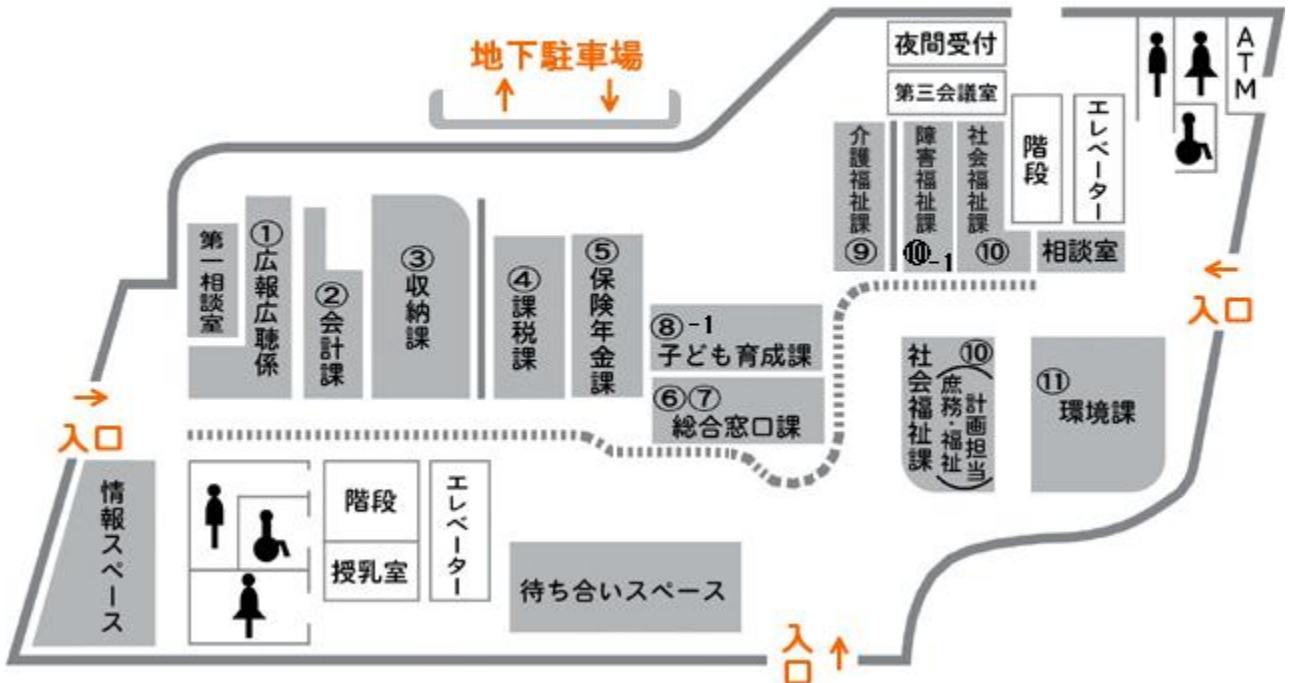 地下駐車場
夜間受付
第三会議室
ATM
介護福祉課
⑨
障害福祉課
⑩-1
社会福祉課
⑩
階段
エレベーター
相談室
入口
第一相談室
①広報広聴係
②会計課
③収納課
④課税課
⑤保険年金課
⑧-1
子ども育成課
⑥⑦
総合窓口課
社会福祉課
⑩
(庶務・福祉
計画担当)
⑪
環境課
入口
情報スペース
階段
授乳室
エレベーター
待ち合いスペース
入口